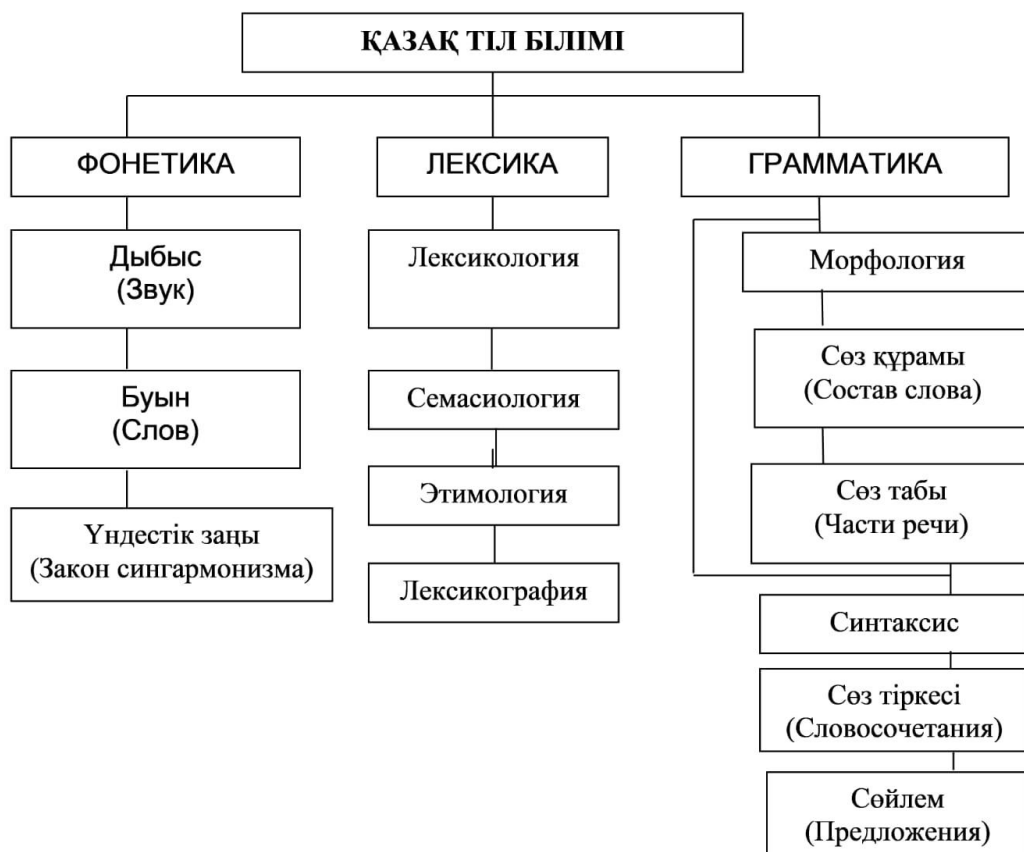 ҚАЗАҚ ТІЛ БІЛІМІ
ФОНЕТИКА
Дыбыс
(Звук)
Буын
(Слов)
Үндестік заңы
(Закон сингармонизма)
ЛЕКСИКА
Лексикология
Семасиология
Этимология
Лексикография
ГРАММАТИКА
Морфология
Сөз құрамы
(Состав слова)
Сөз табы
(Части речи)
Синтаксис
Сөз тіркесі
(Словосочетания)
Сөйлем
(Предложения)